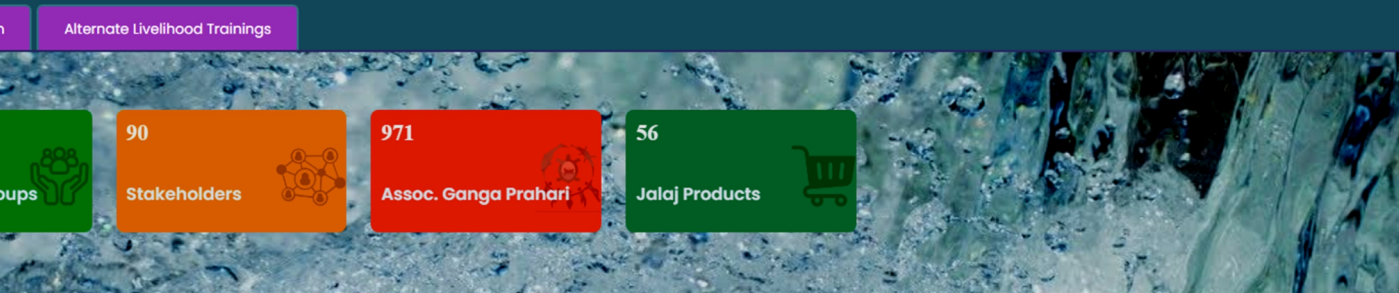 Alternate Livelihood Trainings
90
Stakeholders
971
Assoc. Ganga Prahari
56
Jalaj Products